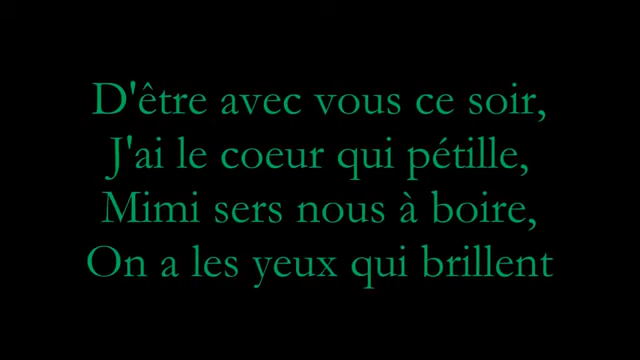 D'être avec vous ce soir,
J'ai le coeur qui pétille,
Mimi sers nous à boire,
On a les yeux qui brillent